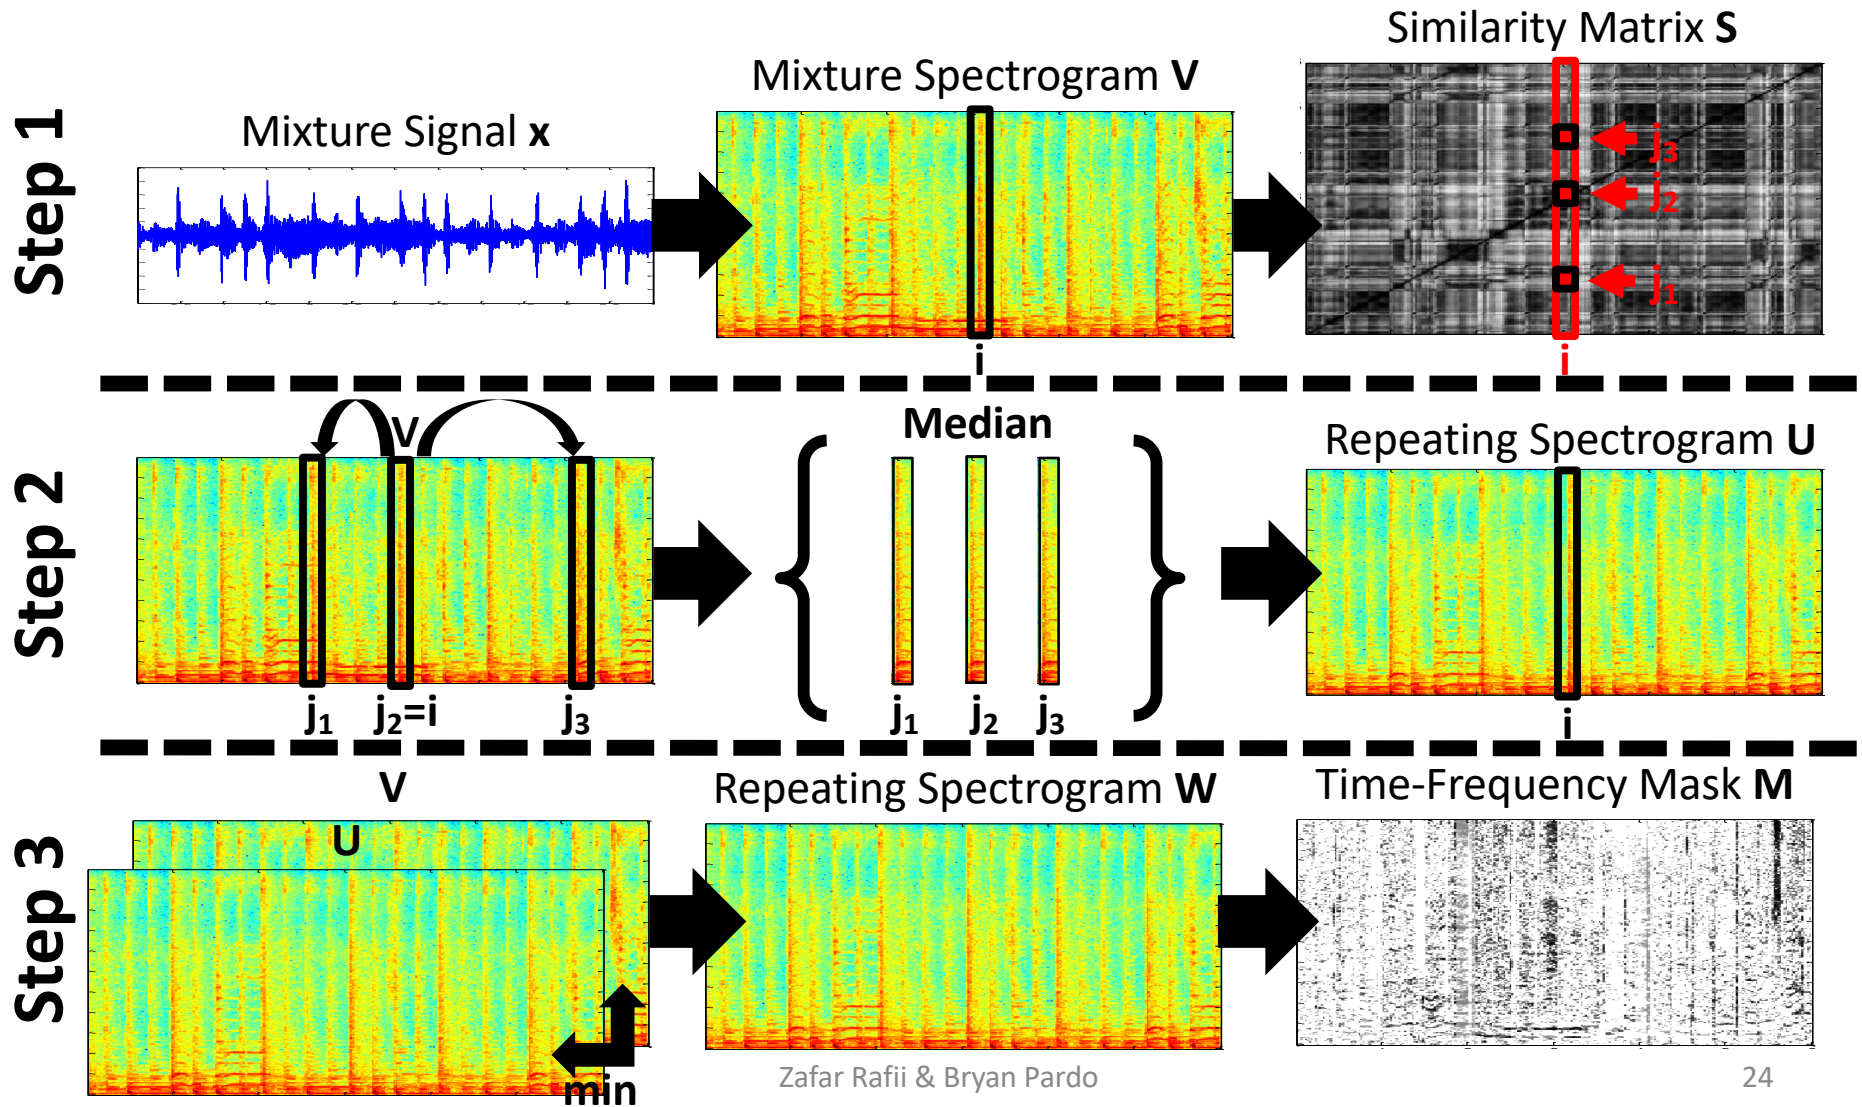 Step 1
Mixture Signal x
Mixture Spectrogram V
i
Similarity Matrix S
j3
j2
j1
i
Step 2
V
j1
j2=i
j3
Median
j1
j2
j3
Repeating Spectrogram U
i
Step 3
V
U
min
Repeating Spectrogram W
Time-Frequency Mask M
Zafar Rafii & Bryan Pardo
24